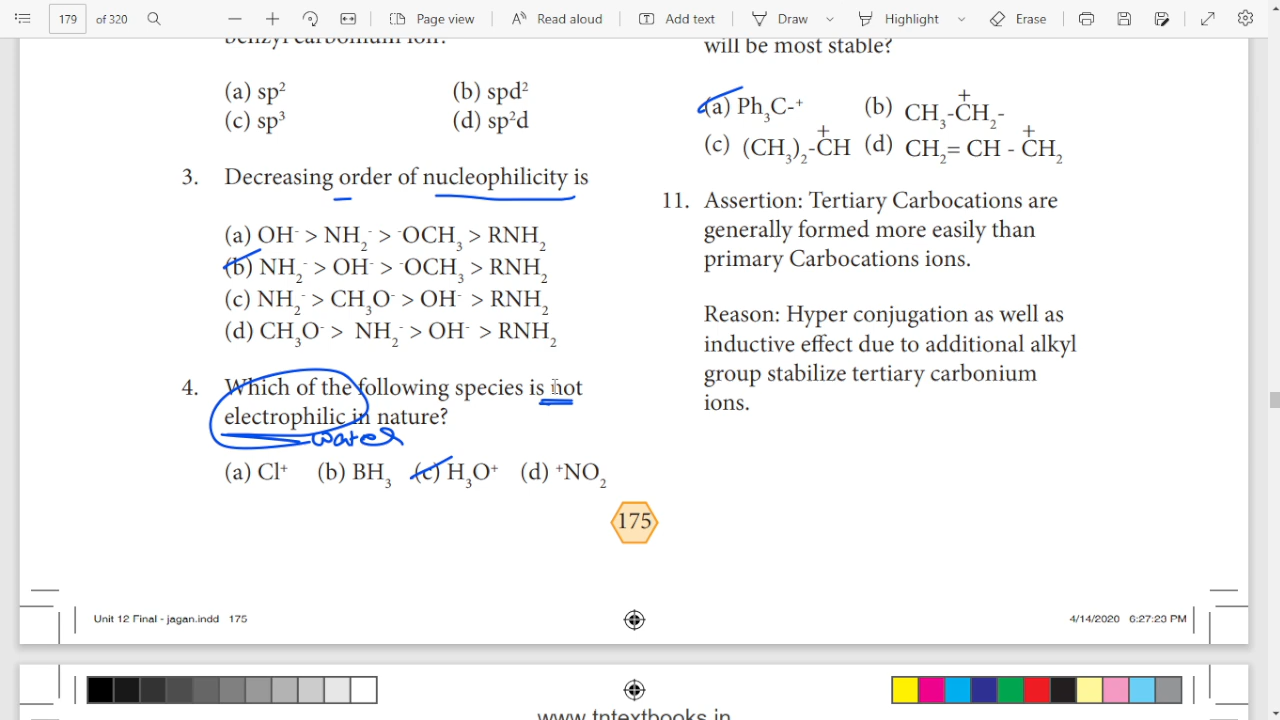 179 of 320 Page view Read aloud Add text Draw Highlight Erase
benzyl carbonium ion?
(a) sp² (b) spd²
(c) sp³ (d) sp²d
3. Decreasing order of nucleophilicity is
(a) OH⁻ > NH₂⁻ > ⁻OCH₃ > RNH₂
(b) NH₂⁻ > OH⁻ > ⁻OCH₃ > RNH₂
(c) NH₂⁻ > CH₃O⁻ > OH⁻ > RNH₂
(d) CH₃O⁻ > NH₂⁻ > OH⁻ > RNH₂
4. Which of the following species is not
electrophilic in nature?
water
(a) Cl⁺ (b) BH₃ (c) H₃O⁺ (d) ⁺NO₂
will be most stable?
(a) Ph₃C-⁺ (b) CH₃-C⁺H₂-
(c) (CH₃)₂-C⁺H (d) CH₂= CH - C⁺H₂
11. Assertion: Tertiary Carbocations are
generally formed more easily than
primary Carbocations ions.
Reason: Hyper conjugation as well as
inductive effect due to additional alkyl
group stabilize tertiary carbonium
ions.
175
Unit 12 Final - jagan.indd 175 4/14/2020 6:27:23 PM
www.tntextbooks.in